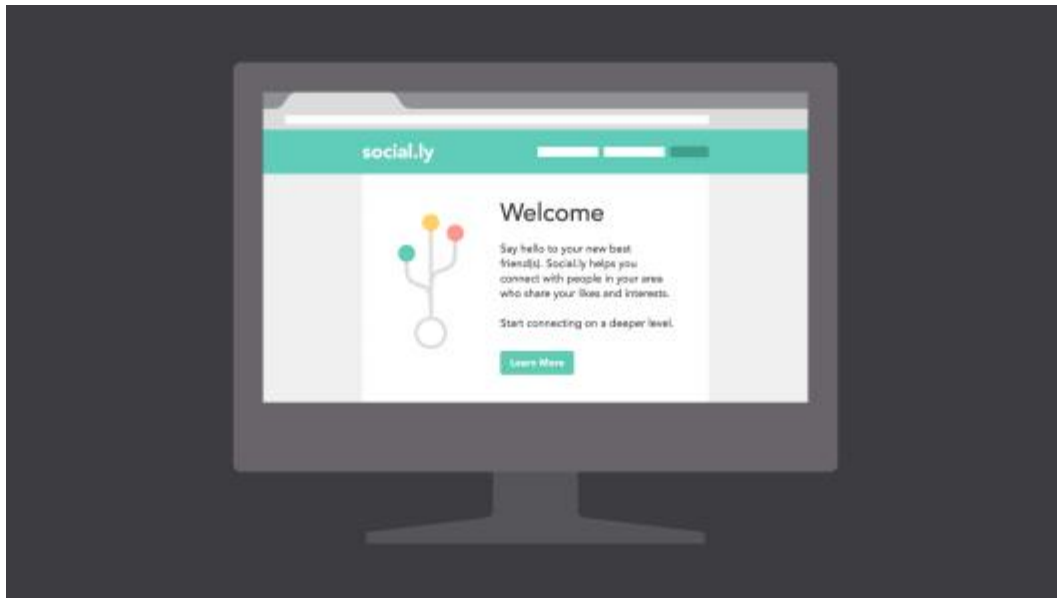 social.ly
Welcome
Say hello to your new best
friend(s). Social.ly helps you
connect with people in your area
who share your likes and interests.
Start connecting on a deeper level.
Learn More